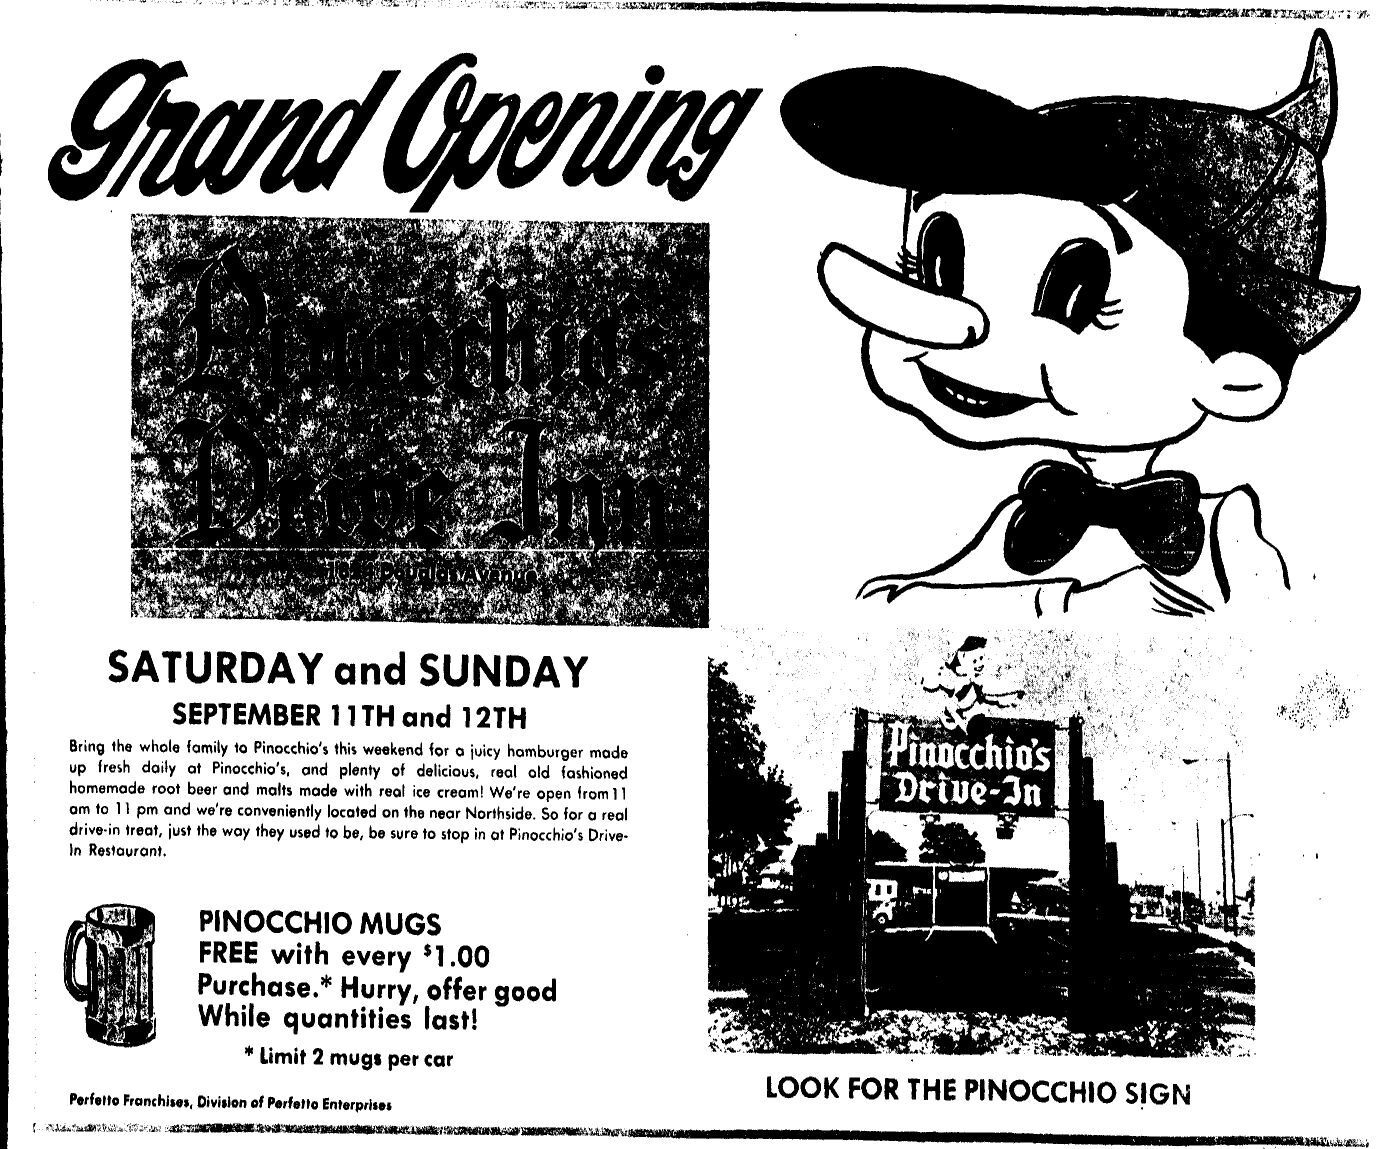 Grand Opening
Pinocchio's
Drive Inn
Douglas Avenue
SATURDAY and SUNDAY
SEPTEMBER 11TH and 12TH
Bring the whole family to Pinocchio's this weekend for a juicy hamburger made
up fresh daily at Pinocchio's, and plenty of delicious, real old fashioned
homemade root beer and malts made with real ice cream! We're open from 11
am to 11 pm and we're conveniently located on the near Northside. So for a real
drive-in treat, just the way they used to be, be sure to stop in at Pinocchio's Drive-
In Restaurant.
PINOCCHIO MUGS
FREE with every $1.00
Purchase.* Hurry, offer good
While quantities last!
* Limit 2 mugs per car
Perfetto Franchises, Division of Perfetto Enterprises
Pinocchio's
Drive-In
LOOK FOR THE PINOCCHIO SIGN